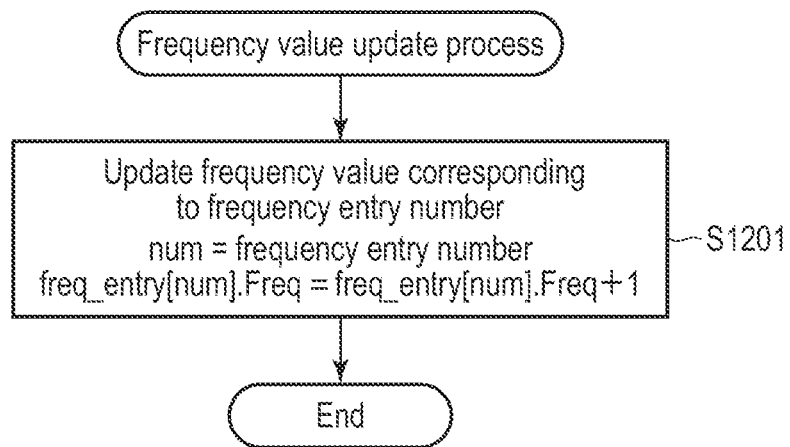 Frequency value update process
Update frequency value corresponding
to frequency entry number
num = frequency entry number
freq_entry[num].Freq = freq_entry[num].Freq+1
S1201
End